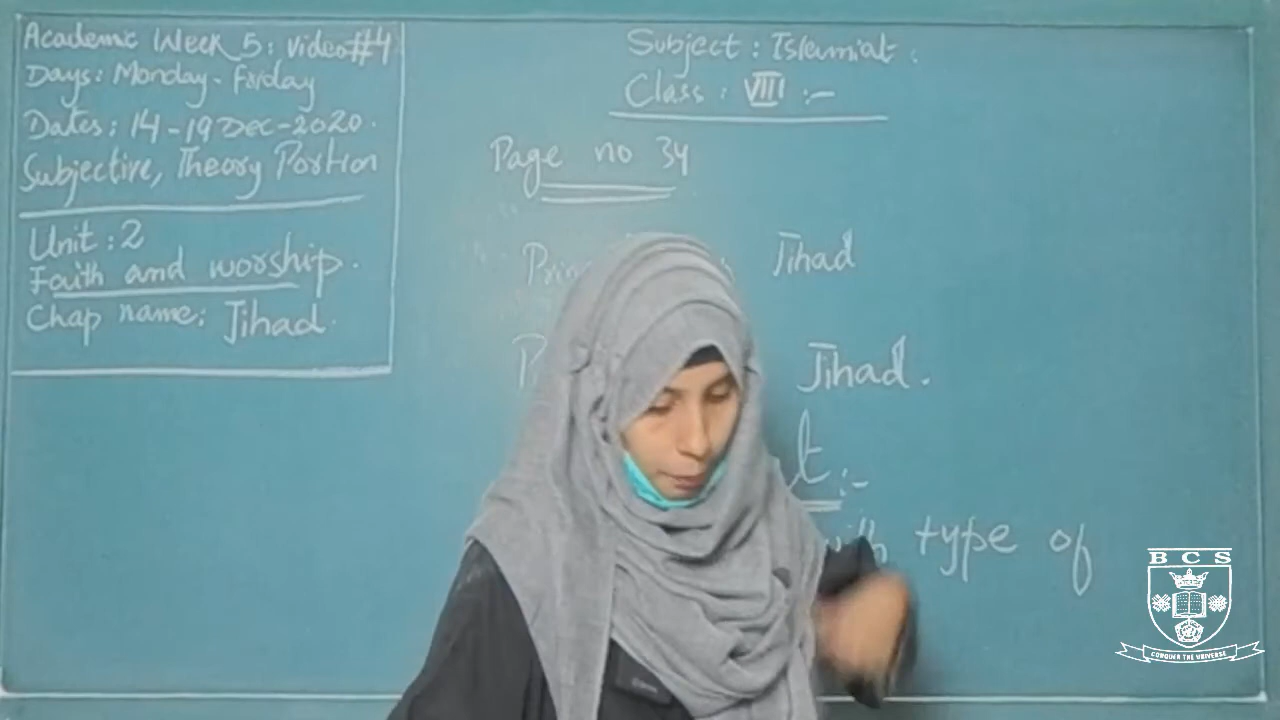 Academic Week 5: video#4
Days: Monday - Friday
Dates: 14-19 Dec-2020.
Subjective, Theory Portion
Unit: 2
Faith and worship.
Chap name: Jihad.
Subject: Islamiat:
Class: VIII :-
Page no 34
Jihad
Jihad.
:-
with type of
BCS
CONQUER THE UNIVERSE